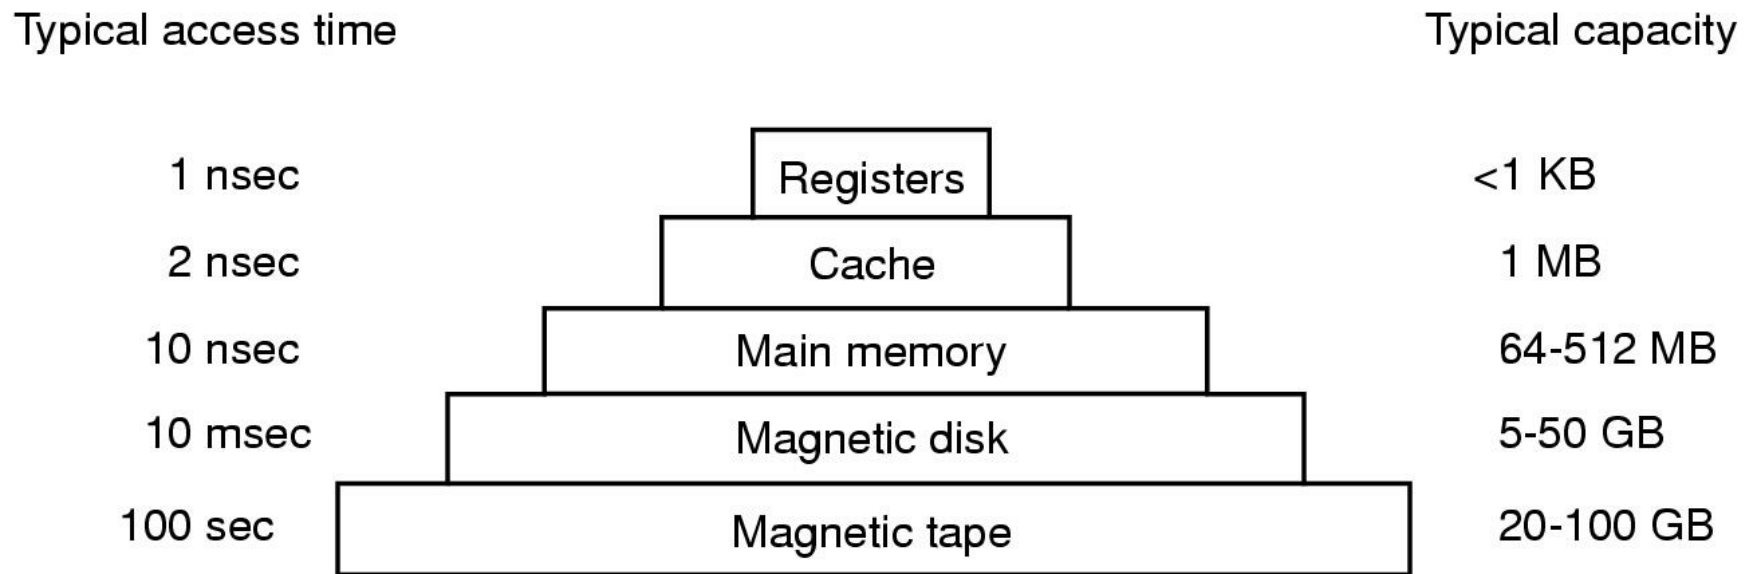 Typical access time Typical capacity
1 nsec Registers <1 KB
2 nsec Cache 1 MB
10 nsec Main memory 64-512 MB
10 msec Magnetic disk 5-50 GB
100 sec Magnetic tape 20-100 GB